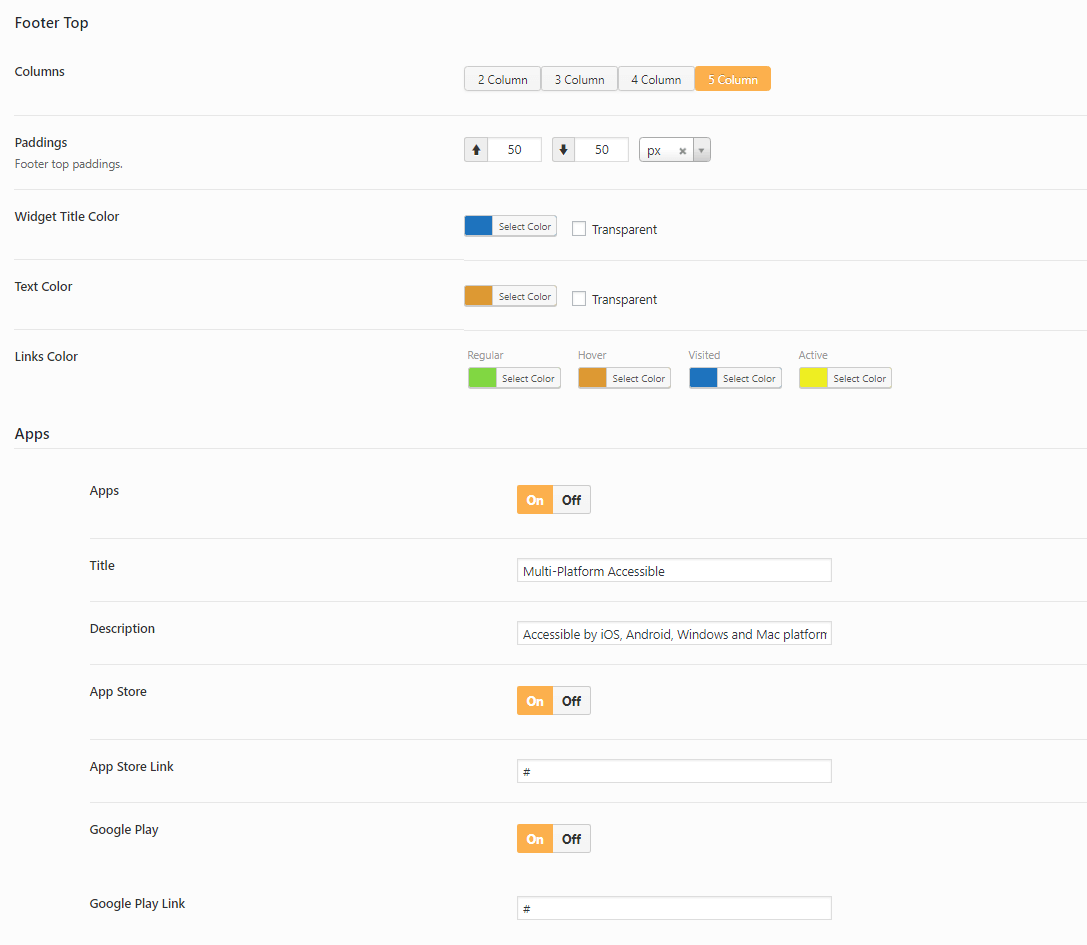 Footer Top
Columns
2 Column 3 Column 4 Column 5 Column
Paddings
Footer top paddings.
50 50 px
Widget Title Color
Select Color Transparent
Text Color
Select Color Transparent
Links Color
Regular Hover Visited Active
Select Color Select Color Select Color Select Color
Apps
Apps
On Off
Title
Multi-Platform Accessible
Description
Accessible by iOS, Android, Windows and Mac platform
App Store
On Off
App Store Link
#
Google Play
On Off
Google Play Link
#